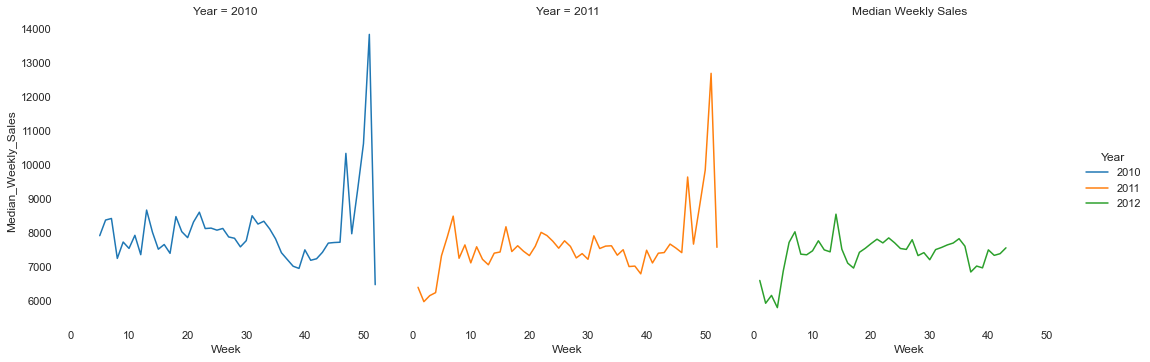 Year = 2010
Year = 2011
Median Weekly Sales
Median_Weekly_Sales
14000
13000
12000
11000
10000
9000
8000
7000
6000
0 10 20 30 40 50
Week
0 10 20 30 40 50
Week
0 10 20 30 40 50
Week
Year
2010
2011
2012